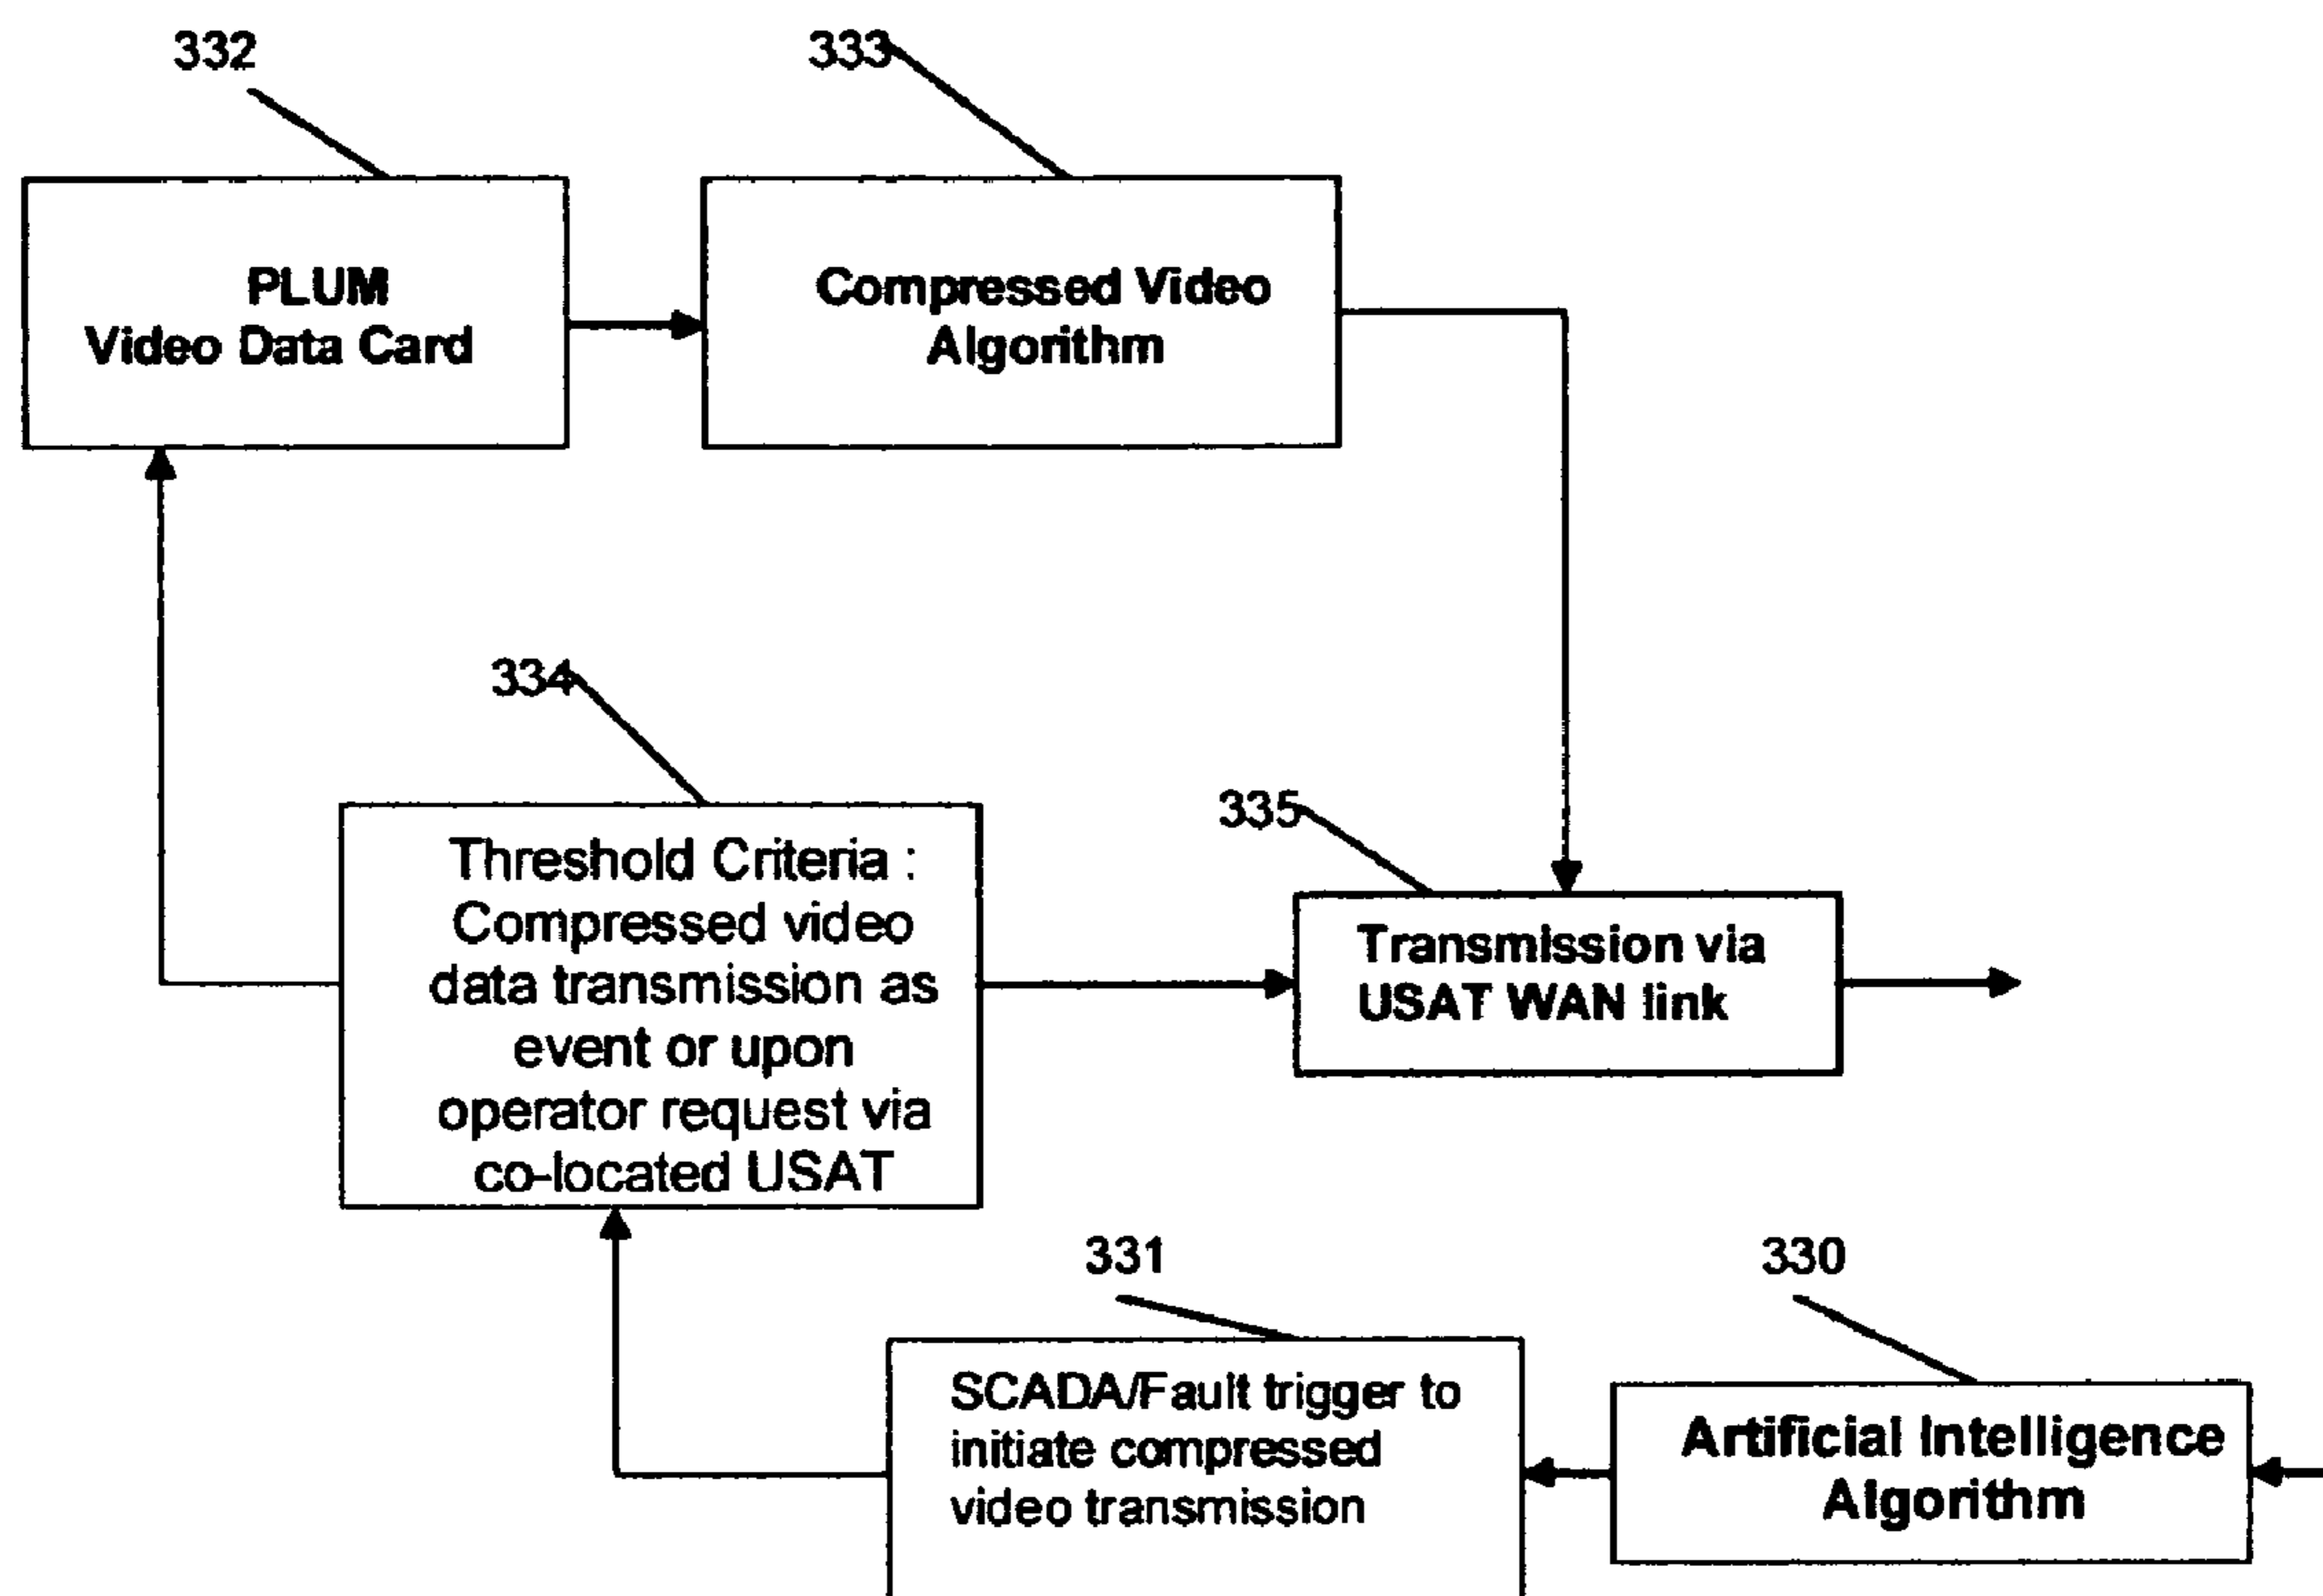 332
333
PLUM
Video Data Card
Compressed Video
Algorithm
334
335
Threshold Criteria :
Compressed video
data transmission as
event or upon
operator request via
co-located USAT
Transmission via
USAT WAN link
331
330
SCADA/Fault trigger to
initiate compressed
video transmission
Artificial Intelligence
Algorithm